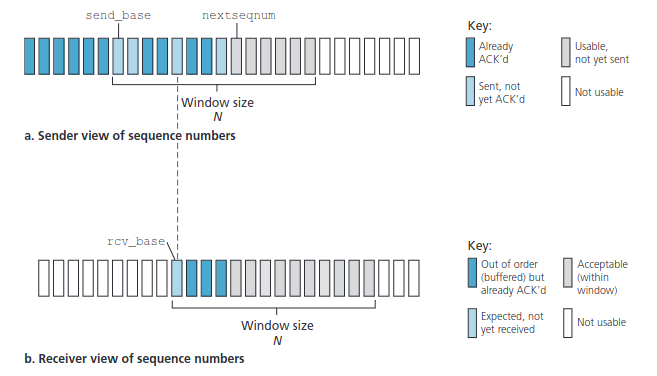 send_base
nextseqnum
Window size
N
a. Sender view of sequence numbers
Key:
Already
ACK'd
Usable,
not yet sent
Sent, not
yet ACK'd
Not usable
rcv_base
Window size
N
b. Receiver view of sequence numbers
Key:
Out of order
(buffered) but
already ACK'd
Acceptable
(within
window)
Expected, not
yet received
Not usable